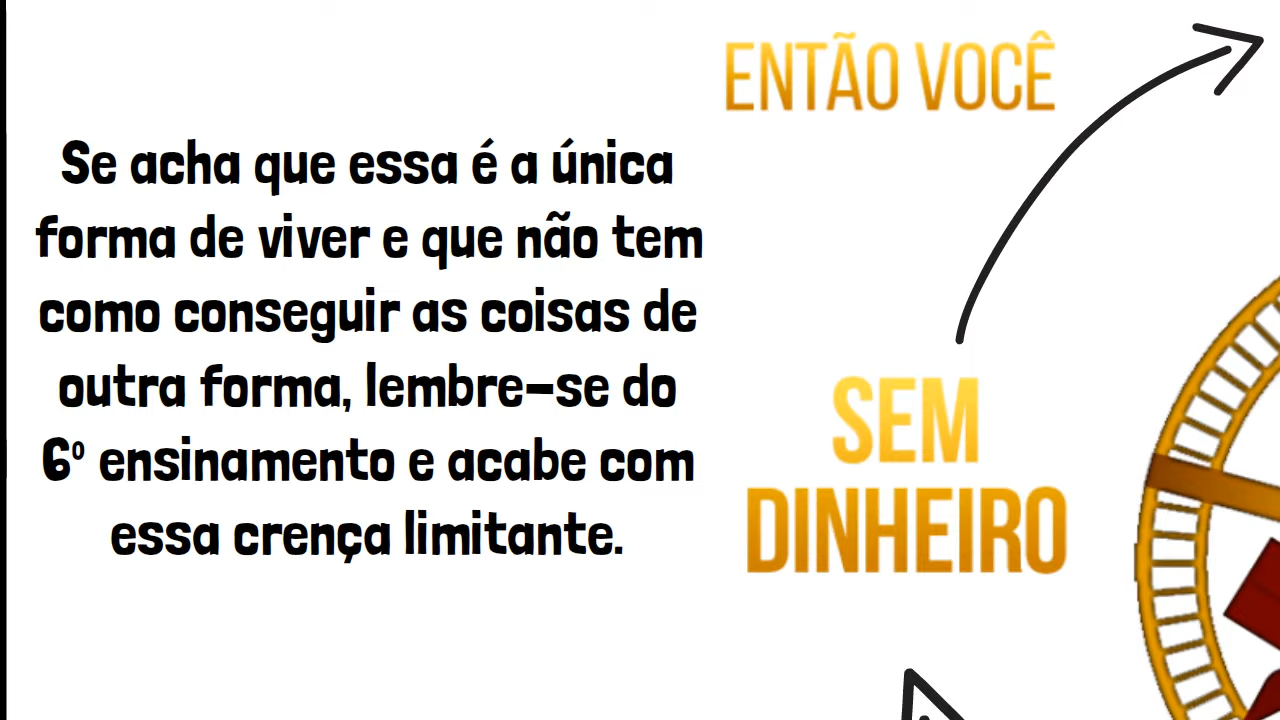 ENTÃO VOCÊ
Se acha que essa é a única
forma de viver e que não tem
como conseguir as coisas de
outra forma, lembre-se do
6º ensinamento e acabe com
essa crença limitante.
SEM
DINHEIRO